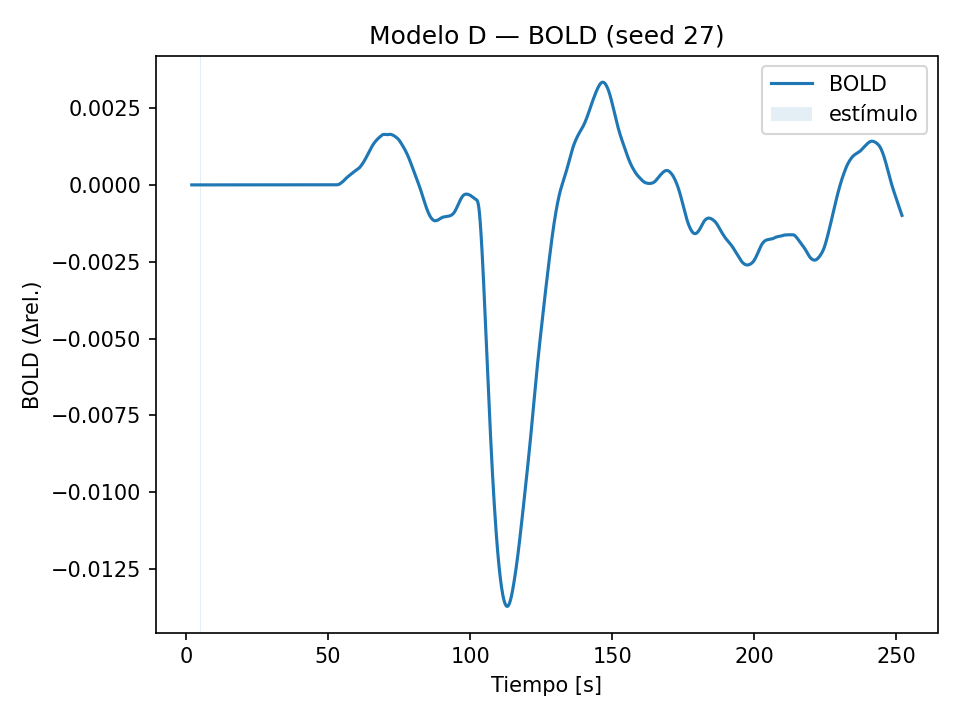 Modelo D — BOLD (seed 27)
BOLD
estímulo
BOLD (Δrel.)
0.0025
0.0000
−0.0025
−0.0050
−0.0075
−0.0100
−0.0125
0 50 100 150 200 250
Tiempo [s]